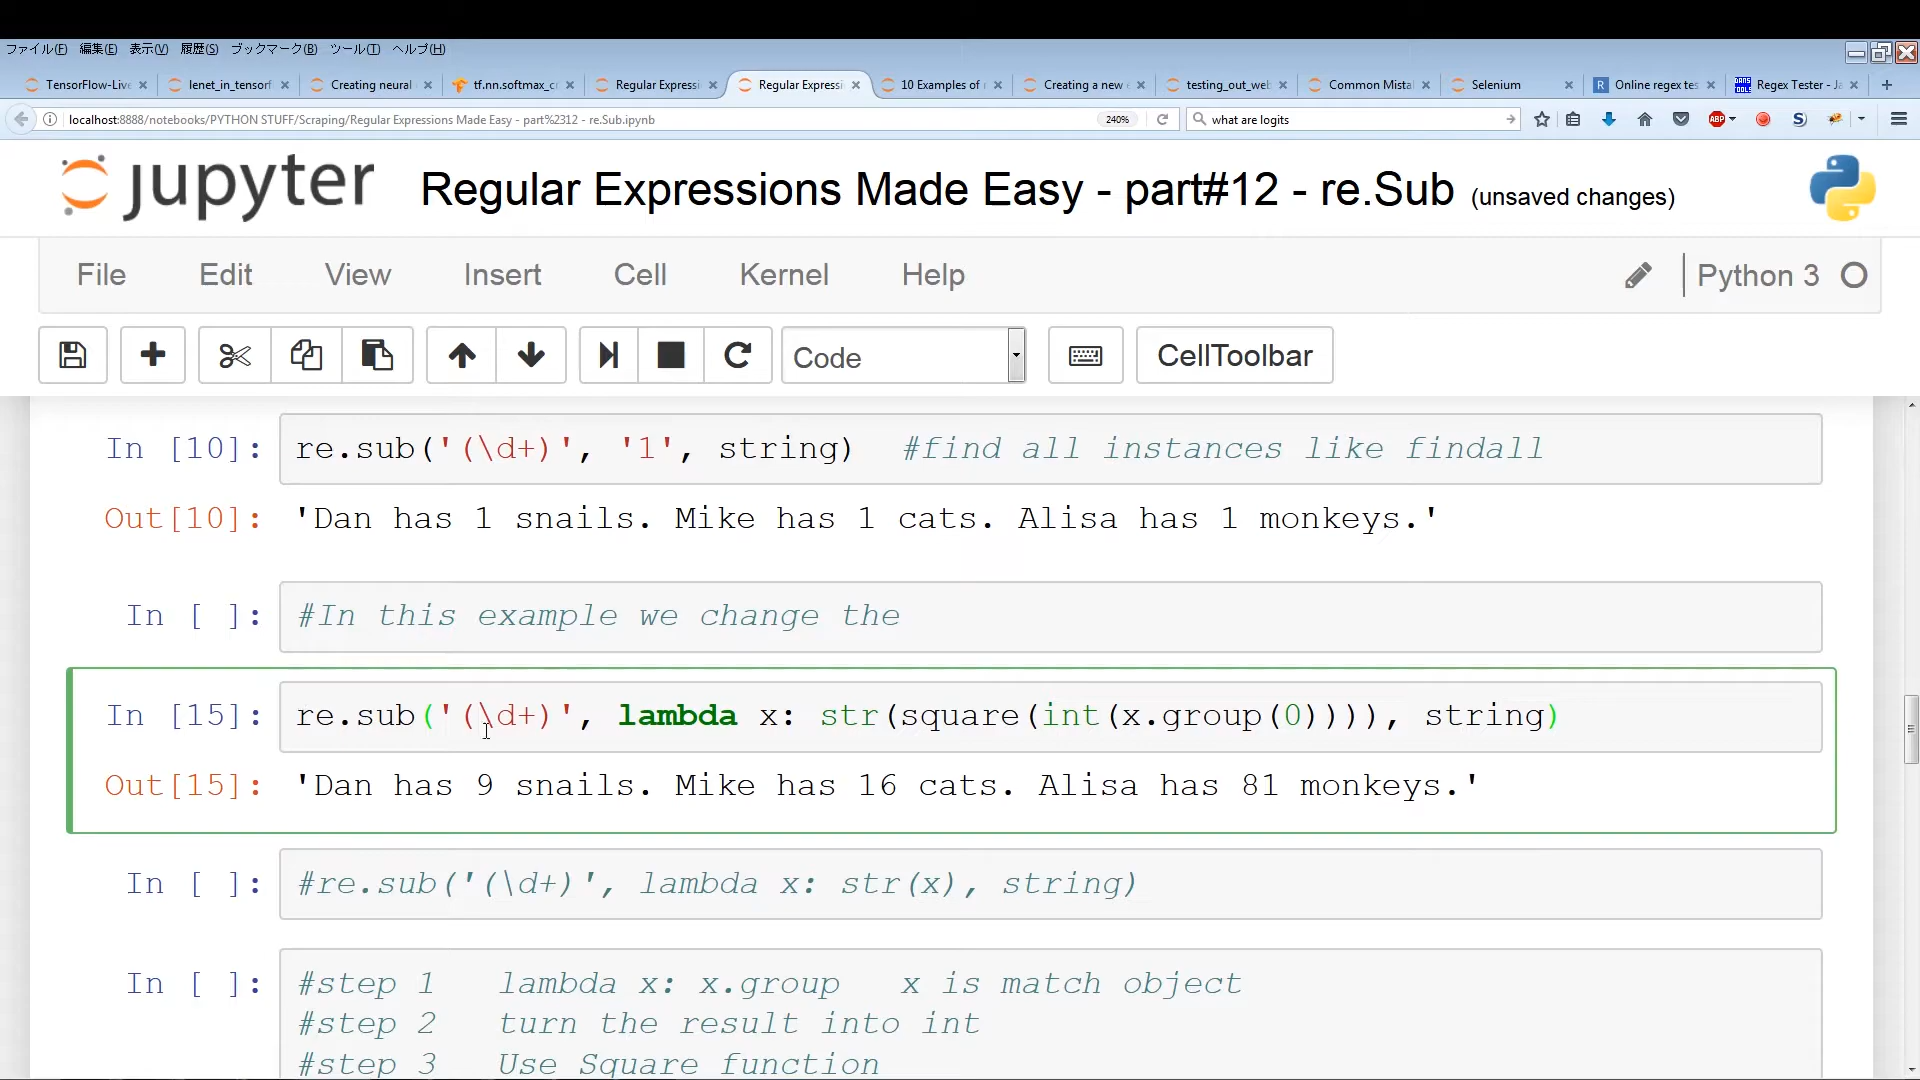 ファイル(F) 編集(E) 表示(V) 履歴(S) ブックマーク(B) ツール(T) ヘルプ(H)
TensorFlow-Live lenet_in_tensorf Creating neural tf.nn.softmax_c Regular Expressi Regular Expressi 10 Examples of Creating a new testing_out_web Common Mistal Selenium Online regex tes Regex Tester - Ja
localhost:8888/notebooks/PYTHON STUFF/Scraping/Regular Expressions Made Easy - part%2312 - re.Sub.ipynb 240% what are logits ABP
jupyter Regular Expressions Made Easy - part#12 - re.Sub (unsaved changes)
File Edit View Insert Cell Kernel Help Python 3
Code CellToolbar
In [10]: re.sub('(\d+)', '1', string) #find all instances like findall
Out[10]: 'Dan has 1 snails. Mike has 1 cats. Alisa has 1 monkeys.'
In [ ]: #In this example we change the
In [15]: re.sub('(\d+)', lambda x: str(square(int(x.group(0)))), string)
Out[15]: 'Dan has 9 snails. Mike has 16 cats. Alisa has 81 monkeys.'
In [ ]: #re.sub('(\d+)', lambda x: str(x), string)
In [ ]: #step 1 lambda x: x.group x is match object
#step 2 turn the result into int
#step 3 Use Square function